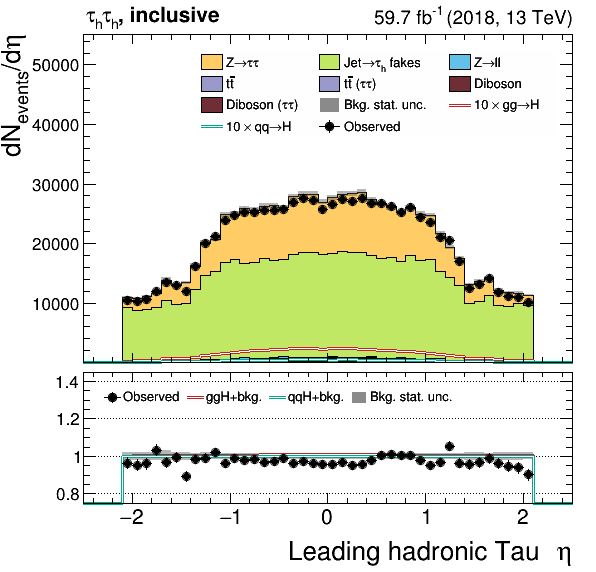 τhτh, inclusive 59.7 fb⁻¹ (2018, 13 TeV)
dNevents/dη
50000
40000
30000
20000
10000
Z→ττ Jet→τh fakes Z→ll
tt̄ tt̄ (ττ) Diboson
Diboson (ττ) Bkg. stat. unc. 10 × gg→H
10 × qq→H Observed
1.4
1.2
1
0.8
Observed ggH+bkg. qqH+bkg. Bkg. stat. unc.
−2 −1 0 1 2
Leading hadronic Tau η